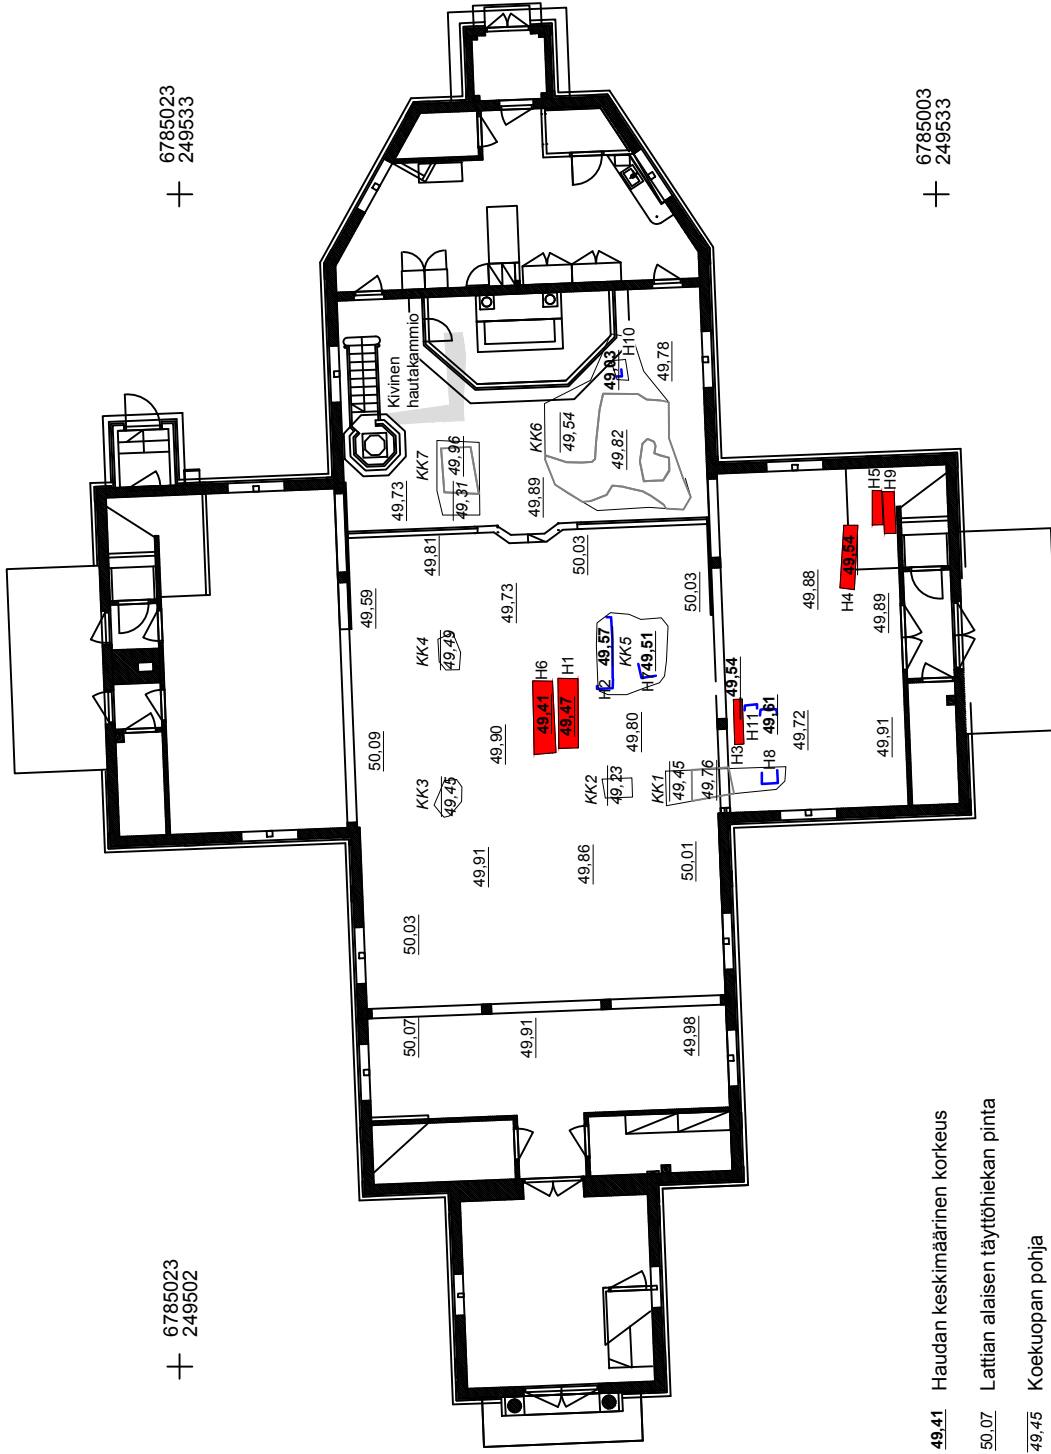 6785023
249533
6785003
249533
6785023
249502
Kivinen
hautakammio
H10
49,03
49,78
KK6
49,54
49,82
KK7
49,96
49,31
49,73
49,89
H5
H9
49,81
50,03
49,59
49,73
50,03
49,88
49,54
H4
49,89
KK4
49,49
49,57
KK5
49,51
H2
H7
H6
H1
49,41
49,47
49,54
H3
H11
49,61
H8
49,72
49,91
50,09
49,90
49,80
KK3
49,45
KK2
49,23
KK1
49,45
49,76
49,91
49,86
50,01
50,03
50,07
49,91
49,98
49,41 Haudan keskimääräinen korkeus
50,07 Lattian alaisen täyttöhiekan pinta
49,45 Koekuopan pohja